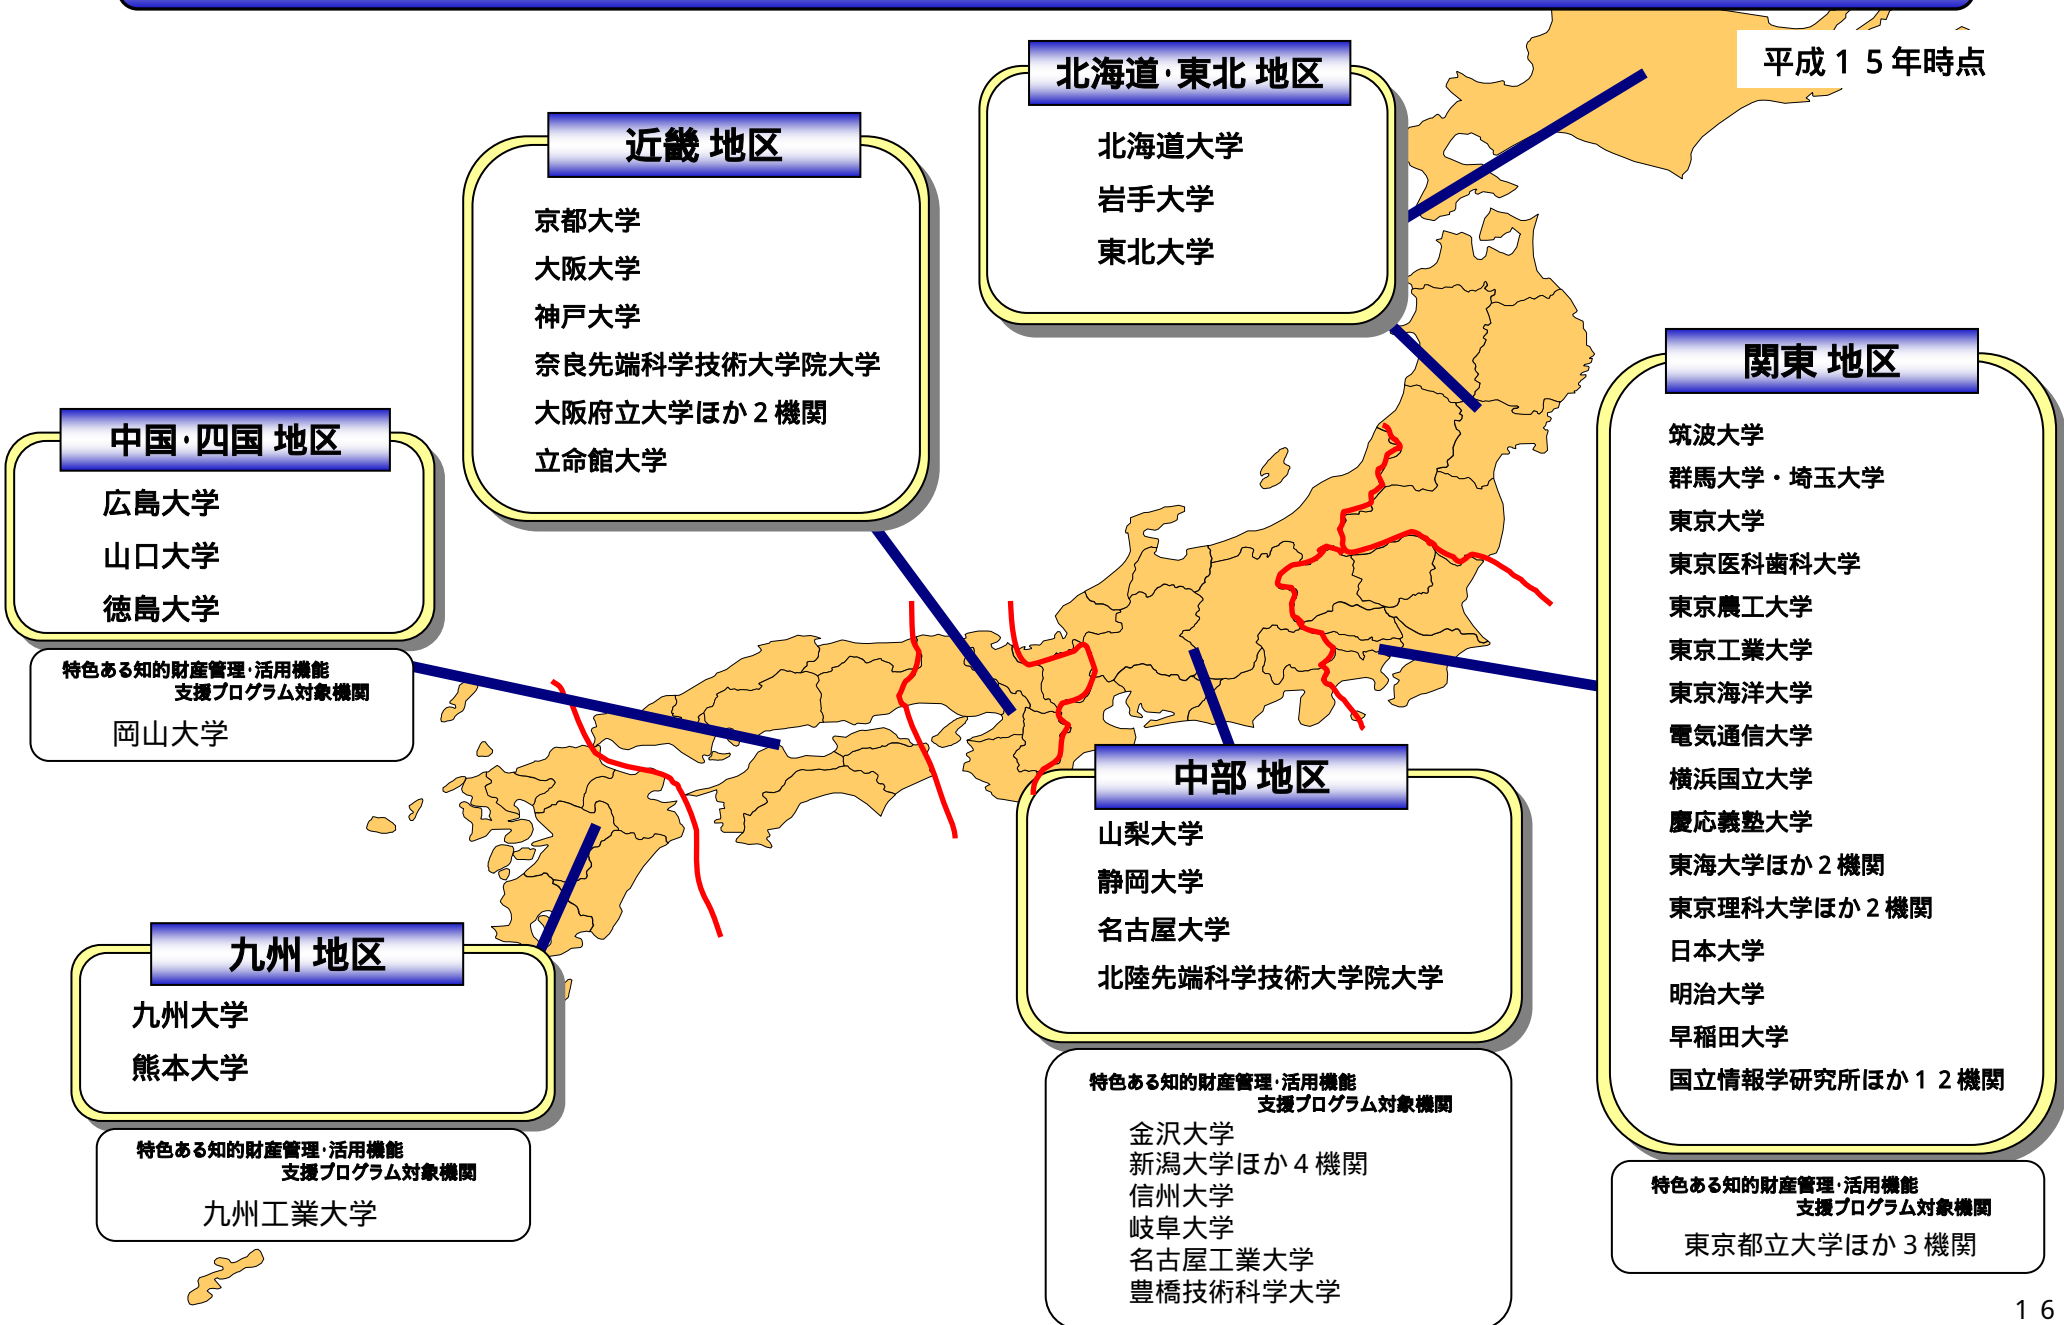 平成１５年時点
北海道･東北 地区
北海道大学
岩手大学
東北大学
近畿 地区
京都大学
大阪大学
神戸大学
奈良先端科学技術大学院大学
大阪府立大学ほか２機関
立命館大学
中国･四国 地区
広島大学
山口大学
徳島大学
特色ある知的財産管理･活用機能
支援プログラム対象機関
岡山大学
関東 地区
筑波大学
群馬大学・埼玉大学
東京大学
東京医科歯科大学
東京農工大学
東京工業大学
東京海洋大学
電気通信大学
横浜国立大学
慶応義塾大学
東海大学ほか２機関
東京理科大学ほか２機関
日本大学
明治大学
早稲田大学
国立情報学研究所ほか１２機関
特色ある知的財産管理･活用機能
支援プログラム対象機関
東京都立大学ほか３機関
中部 地区
山梨大学
静岡大学
名古屋大学
北陸先端科学技術大学院大学
特色ある知的財産管理･活用機能
支援プログラム対象機関
金沢大学
新潟大学ほか４機関
信州大学
岐阜大学
名古屋工業大学
豊橋技術科学大学
九州 地区
九州大学
熊本大学
特色ある知的財産管理･活用機能
支援プログラム対象機関
九州工業大学
１６